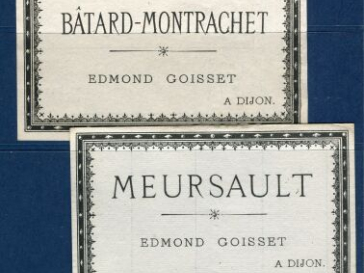 BÂTARD-MONTRACHET
EDMOND GOISSET
A DIJON.
MEURSAULT
EDMOND GOISSET
A DIJON.